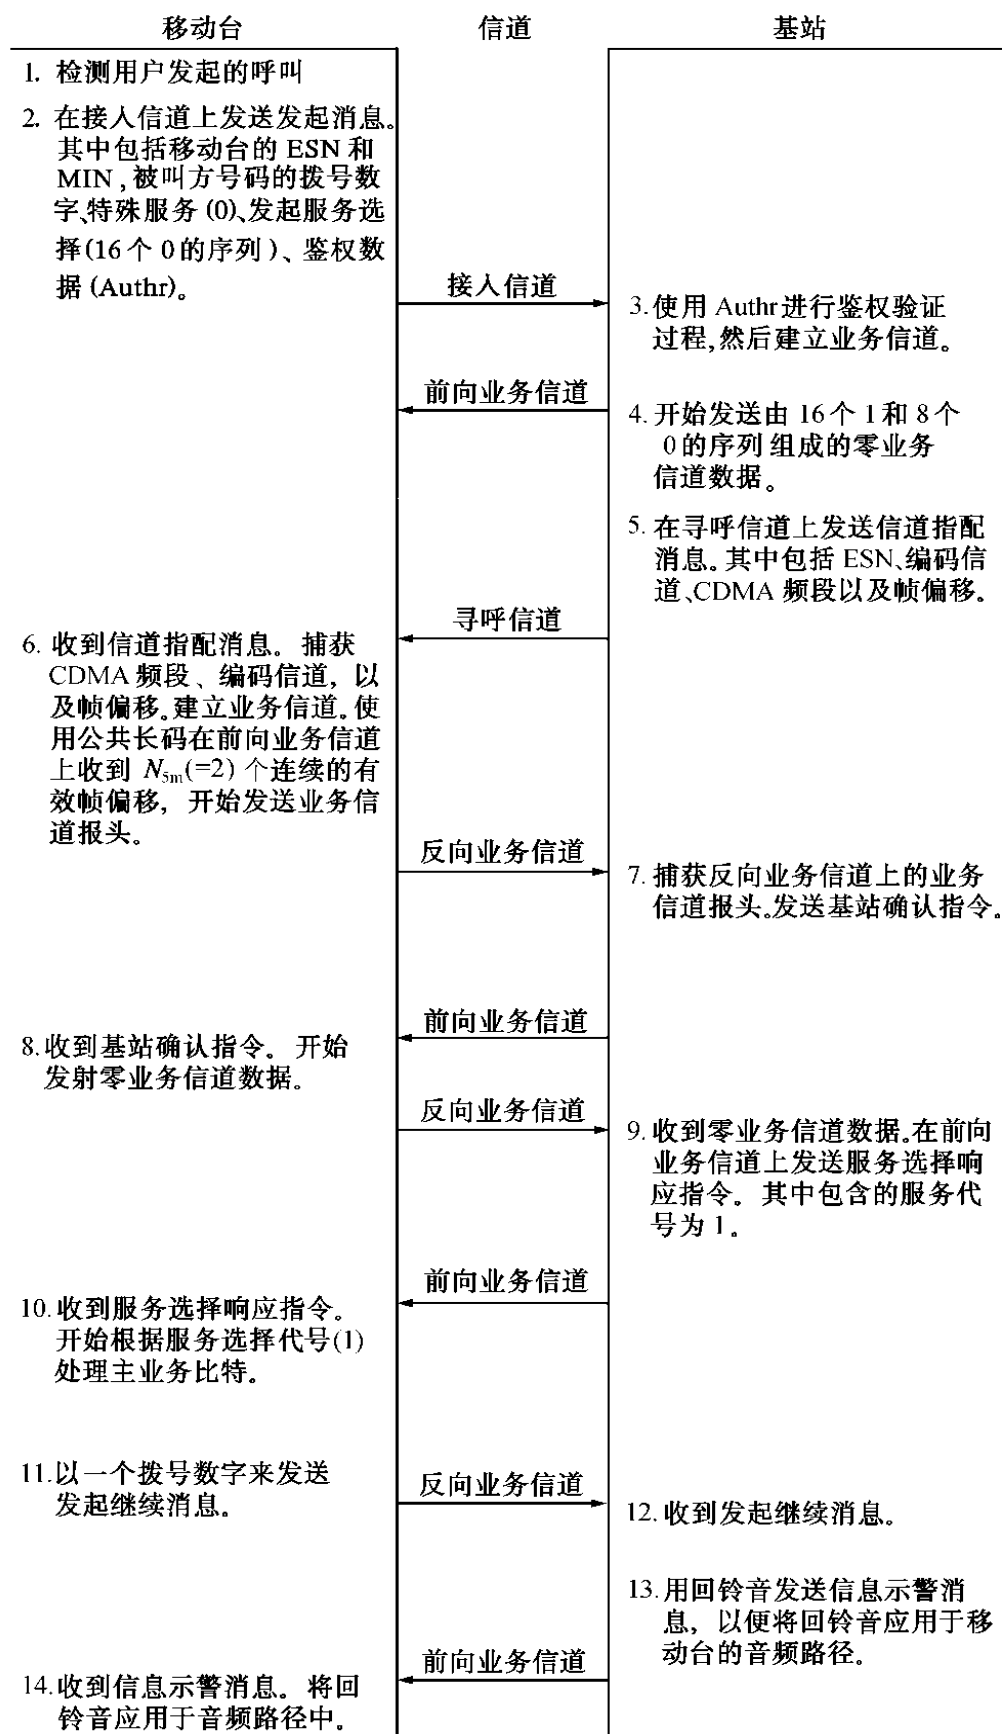 移动台 信道 基站
1. 检测用户发起的呼叫
2. 在接入信道上发送发起消息。
其中包括移动台的 ESN 和
MIN,被叫方号码的拨号数
字、特殊服务 (0)、发起服务选
择(16个 0的序列)、鉴权数
据 (Authr)。
接入信道
3.使用 Authr进行鉴权验证
过程,然后建立业务信道。
前向业务信道
4.开始发送由 16个 1和 8个
0的序列 组成的零业务
信道数据。
5. 在寻呼信道上发送信道指配
消息。其中包括 ESN、编码信
道、CDMA 频段以及帧偏移。
寻呼信道
6. 收到信道指配消息。捕获
CDMA 频段、编码信道,以
及帧偏移。建立业务信道。使
用公共长码在前向业务信道
上收到 N5m(=2) 个连续的有
效帧偏移,开始发送业务信
道报头。
反向业务信道
7. 捕获反向业务信道上的业务
信道报头。发送基站确认指令。
前向业务信道
8.收到基站确认指令。开始
发射零业务信道数据。
反向业务信道
9. 收到零业务信道数据。在前向
业务信道上发送服务选择响
应指令。其中包含的服务代
号为 1。
前向业务信道
10.收到服务选择响应指令。
开始根据服务选择代号(1)
处理主业务比特。
11.以一个拨号数字来发送
发起继续消息。
反向业务信道
12. 收到发起继续消息。
13.用回铃音发送信息示警消
息,以便将回铃音应用于移
动台的音频路径。
前向业务信道
14.收到信息示警消息。将回
铃音应用于音频路径中。